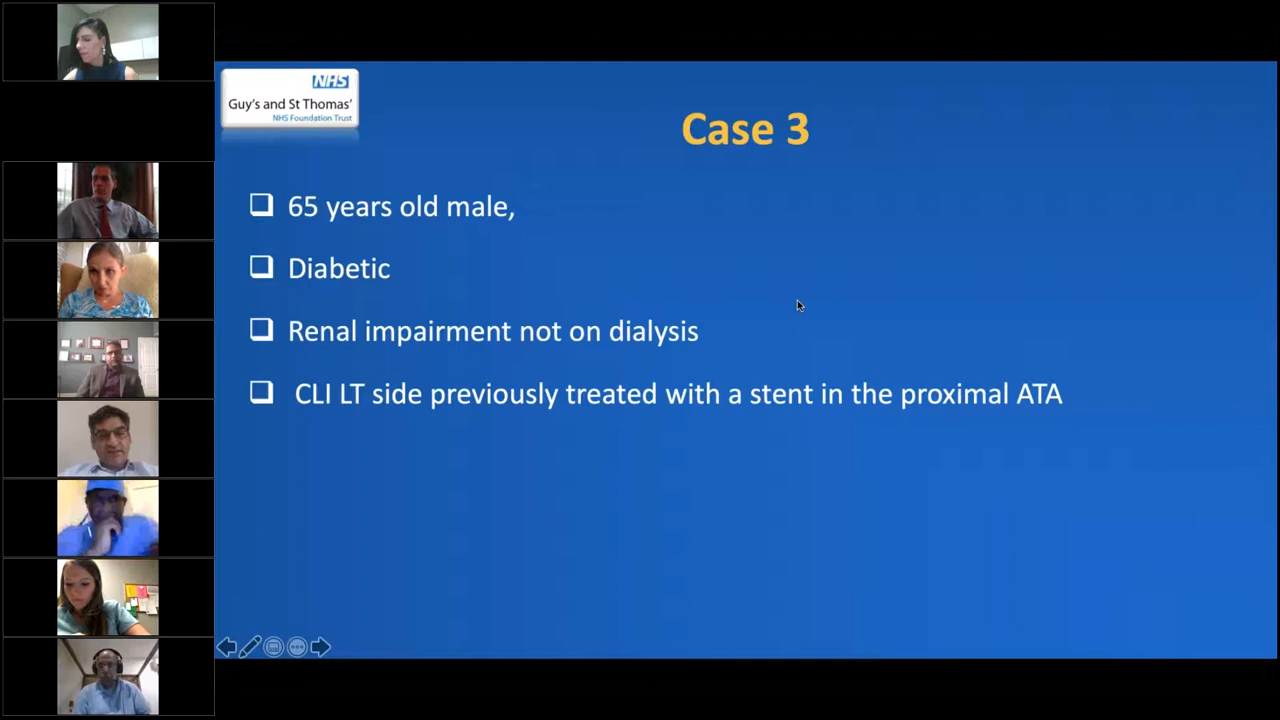 NHS
Guy's and St Thomas'
NHS Foundation Trust
Case 3
65 years old male,
Diabetic
Renal impairment not on dialysis
CLI LT side previously treated with a stent in the proximal ATA